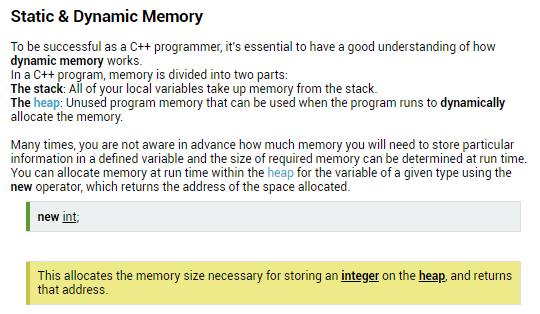 Static & Dynamic Memory
To be successful as a C++ programmer, it's essential to have a good understanding of how
dynamic memory works.
In a C++ program, memory is divided into two parts:
The stack: All of your local variables take up memory from the stack.
The heap: Unused program memory that can be used when the program runs to dynamically
allocate the memory.
Many times, you are not aware in advance how much memory you will need to store particular
information in a defined variable and the size of required memory can be determined at run time.
You can allocate memory at run time within the heap for the variable of a given type using the
new operator, which returns the address of the space allocated.
new int;
This allocates the memory size necessary for storing an integer on the heap, and returns
that address.